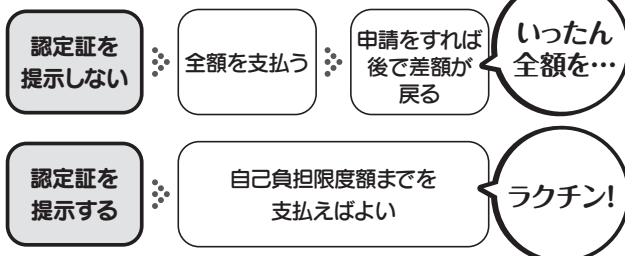 認定証を
提示しない
全額を支払う
申請をすれば
後で差額が
戻る
いったん
全額を…
認定証を
提示する
自己負担限度額までを
支払えばよい
ラクチン!